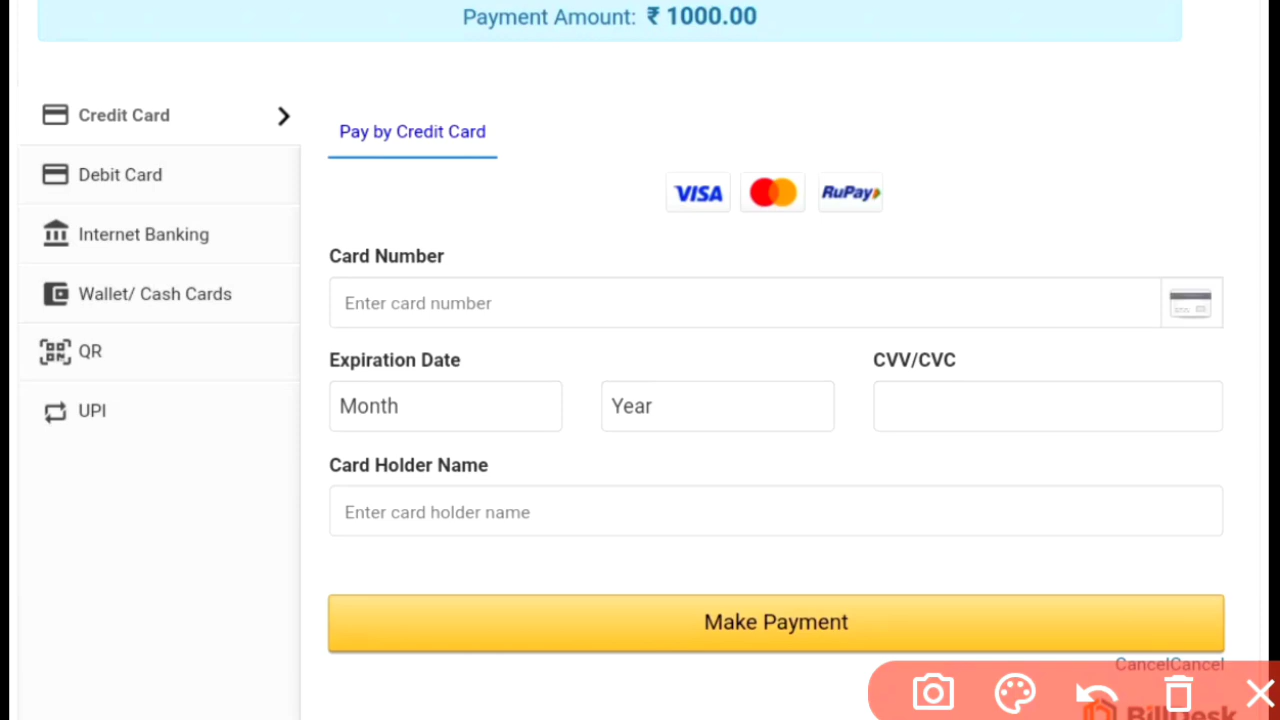 Payment Amount: ₹ 1000.00
Credit Card
Debit Card
Internet Banking
Wallet/ Cash Cards
QR
UPI
Pay by Credit Card
VISA
RuPay
Card Number
Enter card number
Expiration Date
CVV/CVC
Month
Year
Card Holder Name
Enter card holder name
Make Payment
CancelCancel
BillDesk